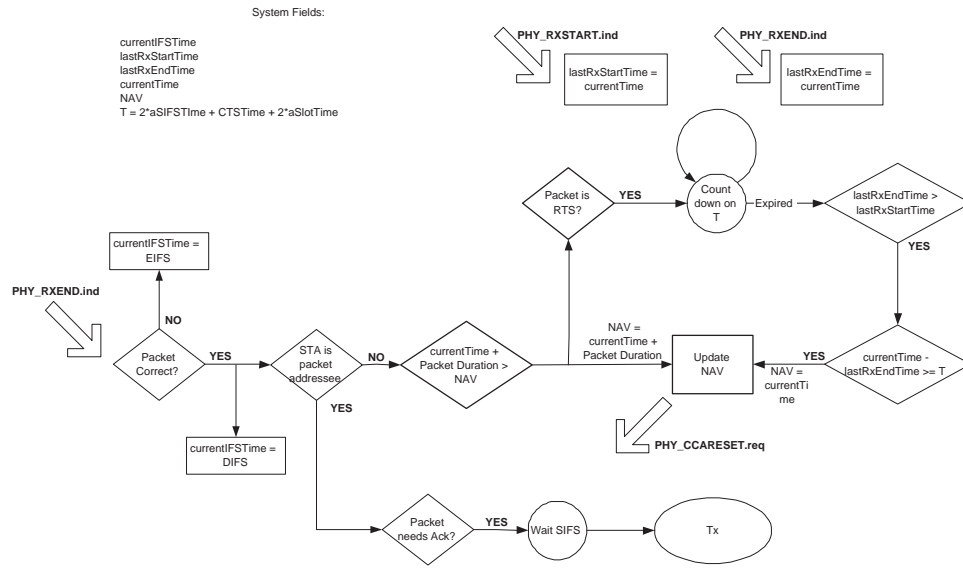 System Fields:
currentIFSTime
lastRxStartTime
lastRxEndTime
currentTime
NAV
T = 2*aSIFSTIme + CTSTime + 2*aSlotTime
PHY_RXSTART.ind
lastRxStartTime =
currentTime
PHY_RXEND.ind
lastRxEndTime =
currentTime
Packet is
RTS?
YES
Count
down on
T
Expired
lastRxEndTime >
lastRxStartTime
YES
currentIFSTime =
EIFS
PHY_RXEND.ind
NO
Packet
Correct?
YES
STA is
packet
addressee
NO
currentTime +
Packet Duration >
NAV
NAV =
currentTime +
Packet Duration
Update
NAV
YES
NAV =
currentTi
me
currentTime -
lastRxEndTime >= T
YES
currentIFSTime =
DIFS
PHY_CCARESET.req
Packet
needs Ack?
YES
Wait SIFS
Tx